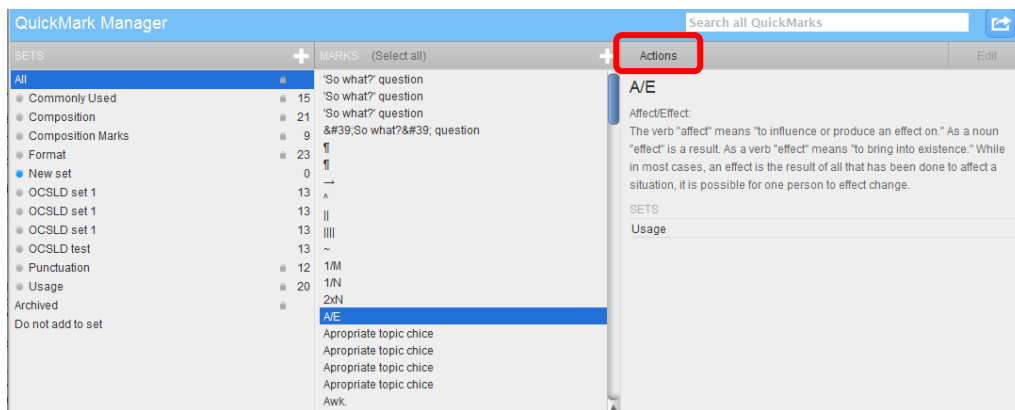 QuickMark Manager
Search all QuickMarks
SETS
MARKS (Select all)
Actions
Edit
All
Commonly Used 15
Composition 21
Composition Marks 9
Format 23
New set 0
OCSLD set 1 13
OCSLD set 1 13
OCSLD set 1 13
OCSLD test 13
Punctuation 12
Usage 20
Archived
Do not add to set
'So what?' question
'So what?' question
'So what?' question
&#39;So what?&#39; question
¶
¶
→
^
||
||||
~
1/M
1/N
2xN
A/E
Apropriate topic chice
Apropriate topic chice
Apropriate topic chice
Apropriate topic chice
Awk.
A/E
Affect/Effect:
The verb "affect" means "to influence or produce an effect on." As a noun
"effect" is a result. As a verb "effect" means "to bring into existence." While
in most cases, an effect is the result of all that has been done to affect a
situation, it is possible for one person to effect change.
SETS
Usage